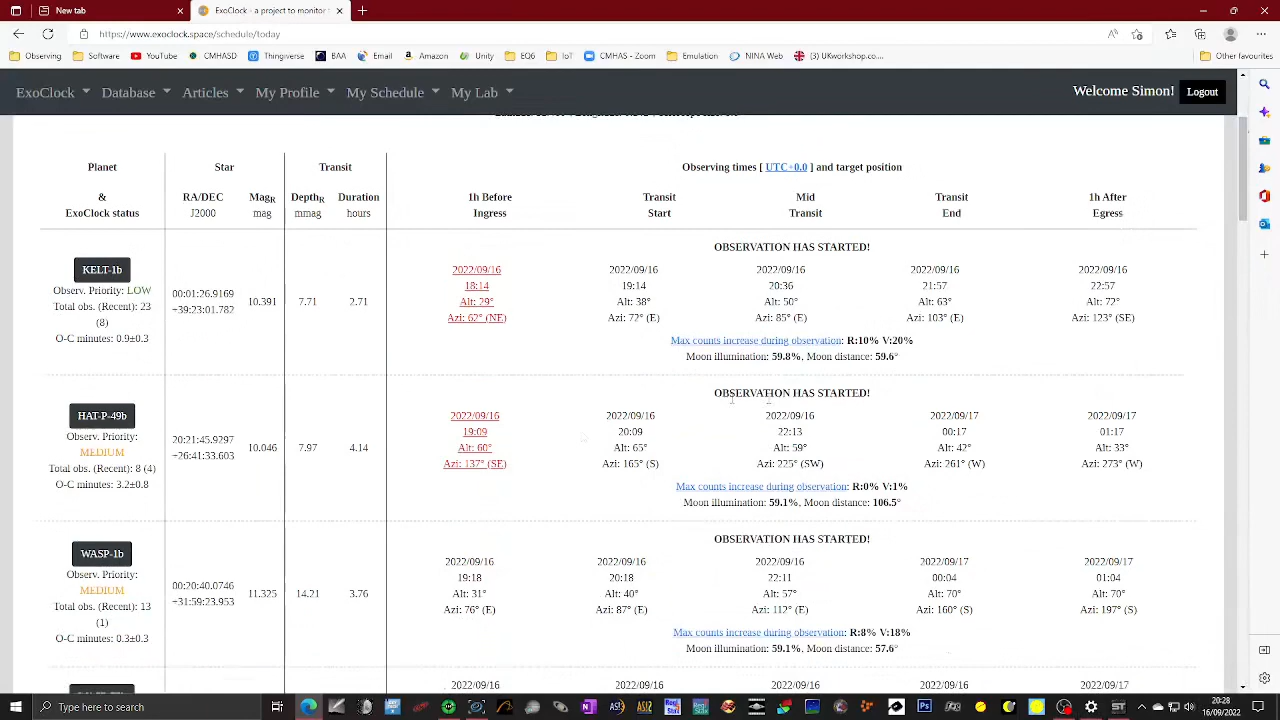 New tab
ExoClock - a project to monitor t
https://www.exoclock.space/schedule/today
Observing
Submissions
YouTube
CMHASD
Thingiverse
BAA
Email
Amazon
Unity
EQ6
IoT
CMHAS - Zoom
Emulation
NINA Web
(3) UKworkshop.co....
Other favourites
ExoClock
Database
Articles
My Profile
My Schedule
My Lab
Welcome Simon!
Logout
Planet
&
ExoClock status
Star
RA/DEC
J2000
MagR
mag
Transit
DepthR
mmag
Duration
hours
Observing times [ UTC+0.0 ] and target position
1h Before
Ingress
Transit
Start
Mid
Transit
Transit
End
1h After
Egress
OBSERVATION HAS STARTED!
KELT-1b
Observ. Priority: LOW
Total obs. (Recent): 23
(8)
O-C minutes: 0.9±0.3
00:01:26.9169
+39:23:01.782
10.391
7.71
2.71
2022/09/16
18:14
Alt: 29°
Azi: 62° (NE)
2022/09/16
19:14
Alt: 38°
Azi: 72° (E)
2022/09/16
20:35
Alt: 50°
Azi: 85° (E)
2022/09/16
21:57
Alt: 63°
Azi: 103° (E)
2022/09/16
22:57
Alt: 72°
Azi: 123° (SE)
Max counts increase during observation: R:10% V:20%
Moon illumination: 59.8%, Moon distance: 59.6°
OBSERVATION HAS STARTED!
HAT-P-49b
Observ. Priority:
MEDIUM
Total obs. (Recent): 8 (4)
O-C minutes: 3.2±0.8
20:21:45.9297
+26:41:33.603
10.046
7.97
4.14
2022/09/16
19:09
Alt: 60°
Azi: 137° (SE)
2022/09/16
20:09
Alt: 65°
Azi: 165° (S)
2022/09/16
22:13
Alt: 59°
Azi: 225° (SW)
2022/09/17
00:17
Alt: 42°
Azi: 261° (W)
2022/09/17
01:17
Alt: 33°
Azi: 273° (W)
Max counts increase during observation: R:0% V:1%
Moon illumination: 59.1%, Moon distance: 106.5°
OBSERVATION HAS STARTED!
WASP-1b
Observ. Priority:
MEDIUM
Total obs. (Recent): 13
(1)
O-C minutes: 0.3±0.3
00:20:40.0746
+31:59:23.953
11.325
14.21
3.76
2022/09/16
19:18
Alt: 31°
Azi: 76° (E)
2022/09/16
20:18
Alt: 40°
Azi: 87° (E)
2022/09/16
22:11
Alt: 57°
Azi: 112° (E)
2022/09/17
00:04
Alt: 70°
Azi: 160° (S)
2022/09/17
01:04
Alt: 70°
Azi: 197° (S)
Max counts increase during observation: R:8% V:18%
Moon illumination: 59.1%, Moon distance: 57.6°
2022/09/16
2022/09/16
2022/09/16
2022/09/16
2022/09/17
Type here to search
20:28
16/09/2022